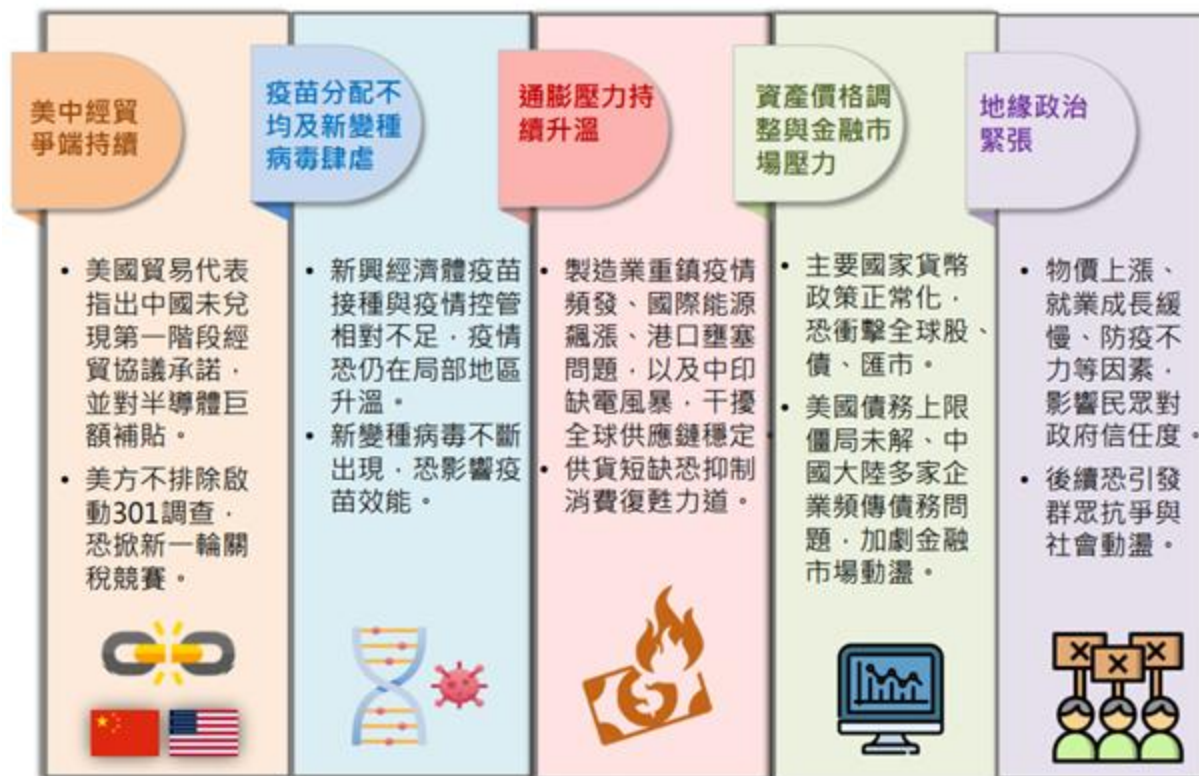 美中經貿
爭端持續
• 美國貿易代表
指出中國未兌
現第一階段經
貿協議承諾，
並對半導體巨
額補貼。
• 美方不排除啟
動301調查，
恐掀新一輪關
稅競賽。
疫苗分配不
均及新變種
病毒肆虐
• 新興經濟體疫苗
接種與疫情控管
相對不足，疫情
恐仍在局部地區
升溫。
• 新變種病毒不斷
出現，恐影響疫
苗效能。
通膨壓力持
續升溫
• 製造業重鎮疫情
頻發、國際能源
飆漲、港口壅塞
問題，以及中印
缺電風暴，干擾
全球供應鏈穩定。
• 供貨短缺恐抑制
消費復甦力道。
資產價格調
整與金融市
場壓力
• 主要國家貨幣
政策正常化，
恐衝擊全球股、
債、匯市。
• 美國債務上限
僵局未解、中
國大陸多家企
業頻傳債務問
題，加劇金融
市場動盪。
地緣政治
緊張
• 物價上漲、
就業成長緩
慢、防疫不
力等因素，
影響民眾對
政府信任度。
• 後續恐引發
群眾抗爭與
社會動盪。